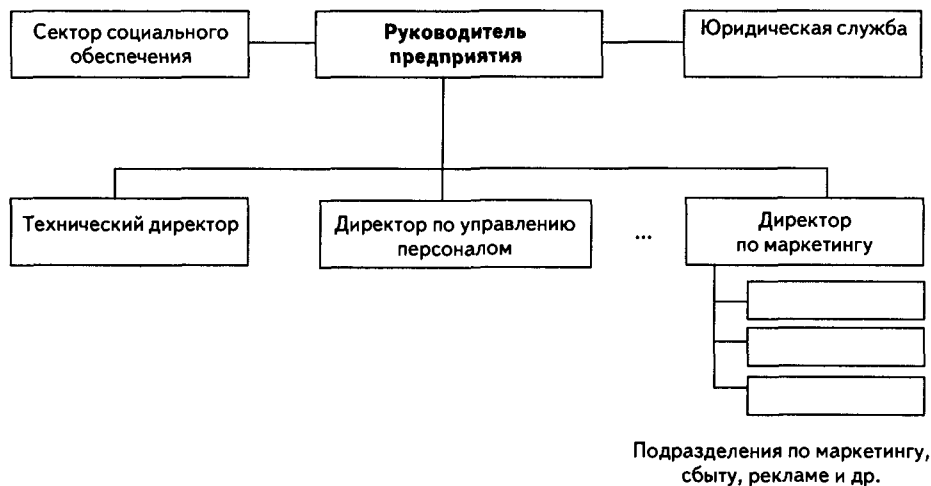 Сектор социального
обеспечения
Руководитель
предприятия
Юридическая служба
Технический директор
Директор по управлению
персоналом
...
Директор
по маркетингу
Подразделения по маркетингу,
сбыту, рекламе и др.